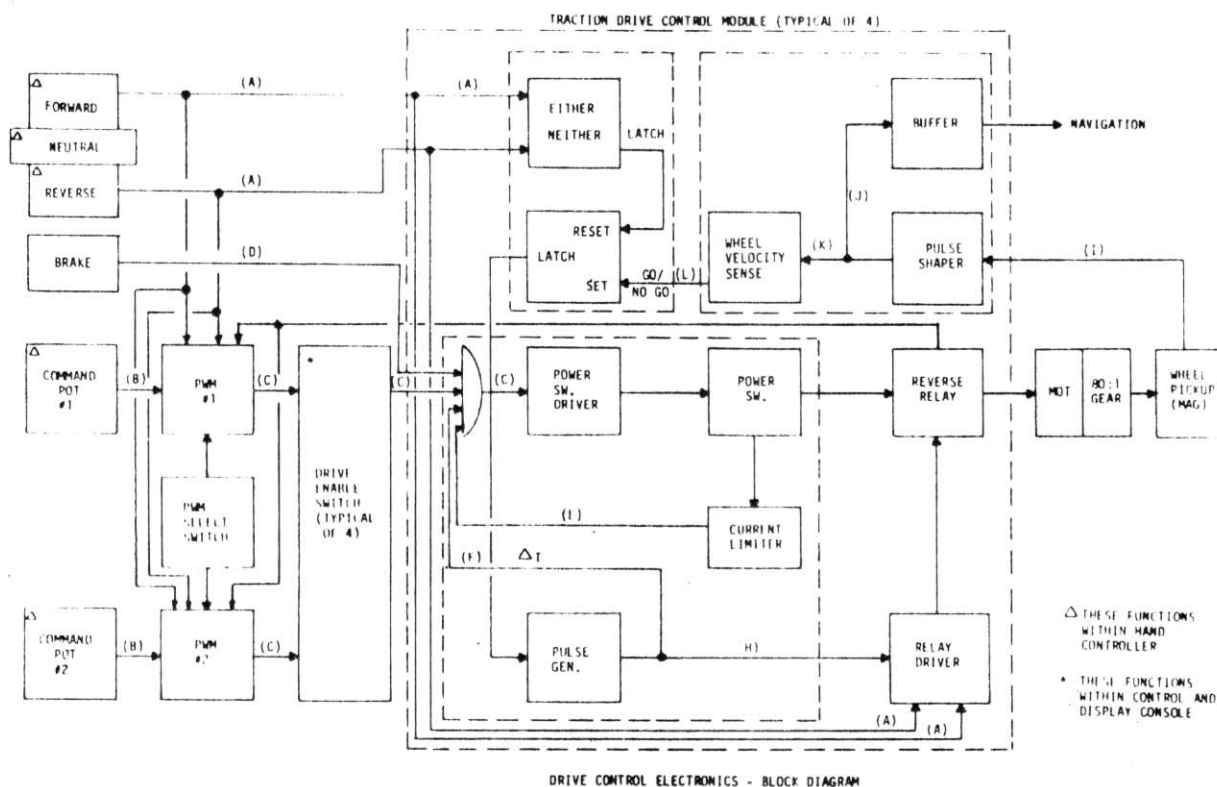 TRACTION DRIVE CONTROL MODULE (TYPICAL OF 4)
△
FORWARD
(A)
(A)
EITHER
NEITHER
LATCH
BUFFER
NAVIGATION
△
NEUTRAL
△
REVERSE
(A)
BRAKE
(D)
RESET
LATCH
SET
GO/
NO GO
(L)
WHEEL
VELOCITY
SENSE
(K)
(J)
PULSE
SHAPER
(I)
△
COMMAND
POT
#1
(B)
PWM
#1
(C)
*
DRIVE
ENABLE
SWITCH
(TYPICAL
OF 4)
(C)
(C)
POWER
SW.
DRIVER
POWER
SW.
REVERSE
RELAY
MOT
80:1
GEAR
WHEEL
PICKUP
(MAG)
PWM
SELECT
SWITCH
CURRENT
LIMITER
(F)
△T
△
COMMAND
POT
#2
(B)
PWM
#2
(C)
PULSE
GEN.
H)
RELAY
DRIVER
(A)
(A)
△ THESE FUNCTIONS
WITHIN HAND
CONTROLLER
* THESE FUNCTIONS
WITHIN CONTROL AND
DISPLAY CONSOLE
DRIVE CONTROL ELECTRONICS - BLOCK DIAGRAM